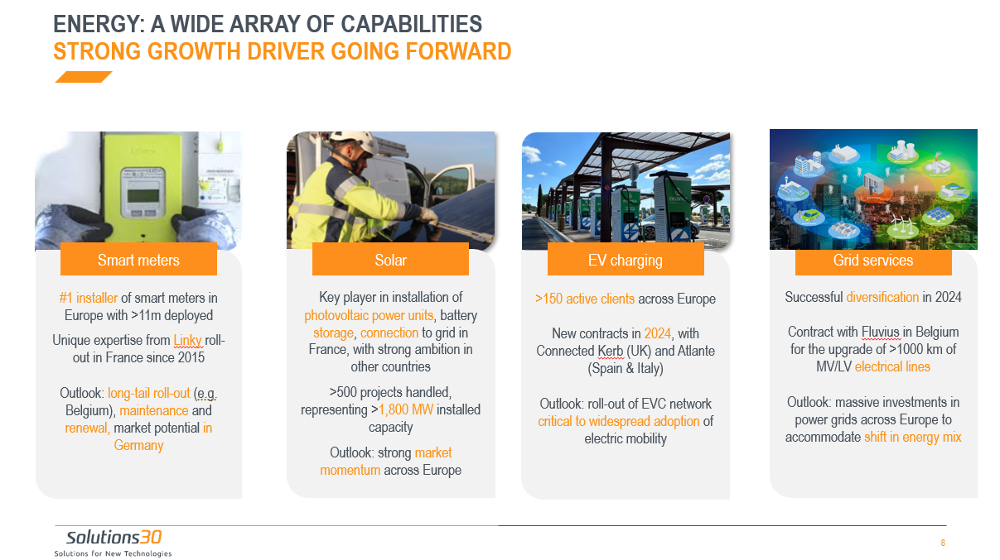 ENERGY: A WIDE ARRAY OF CAPABILITIES
STRONG GROWTH DRIVER GOING FORWARD
Smart meters
#1 installer of smart meters in
Europe with >11m deployed
Unique expertise from Linky roll-
out in France since 2015
Outlook: long-tail roll-out (e.g.
Belgium), maintenance and
renewal, market potential in
Germany
Solar
Key player in installation of
photovoltaic power units, battery
storage, connection to grid in
France, with strong ambition in
other countries
>500 projects handled,
representing >1,800 MW installed
capacity
Outlook: strong market
momentum across Europe
EV charging
>150 active clients across Europe
New contracts in 2024, with
Connected Kerb (UK) and Atlante
(Spain & Italy)
Outlook: roll-out of EVC network
critical to widespread adoption of
electric mobility
Grid services
Successful diversification in 2024
Contract with Fluvius in Belgium
for the upgrade of >1000 km of
MV/LV electrical lines
Outlook: massive investments in
power grids across Europe to
accommodate shift in energy mix
Solutions30
Solutions for New Technologies
8